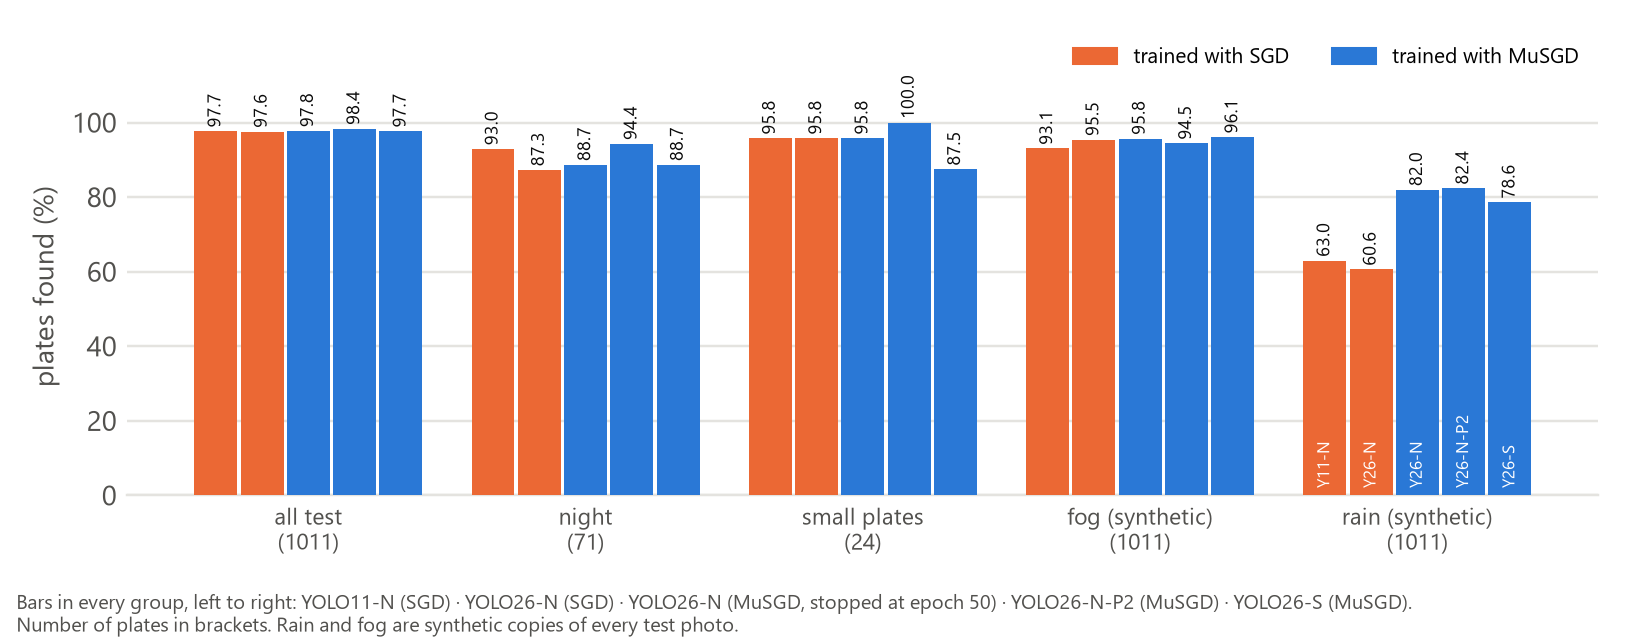 trained with SGD
trained with MuSGD
plates found (%)
100
80
60
40
20
0
97.7
97.6
97.8
98.4
97.7
93.0
87.3
88.7
94.4
88.7
95.8
95.8
95.8
100.0
87.5
93.1
95.5
95.8
94.5
96.1
63.0
60.6
82.0
82.4
78.6
Y11-N
Y26-N
Y26-N
Y26-N-P2
Y26-S
all test
(1011)
night
(71)
small plates
(24)
fog (synthetic)
(1011)
rain (synthetic)
(1011)
Bars in every group, left to right: YOLO11-N (SGD) · YOLO26-N (SGD) · YOLO26-N (MuSGD, stopped at epoch 50) · YOLO26-N-P2 (MuSGD) · YOLO26-S (MuSGD).
Number of plates in brackets. Rain and fog are synthetic copies of every test photo.